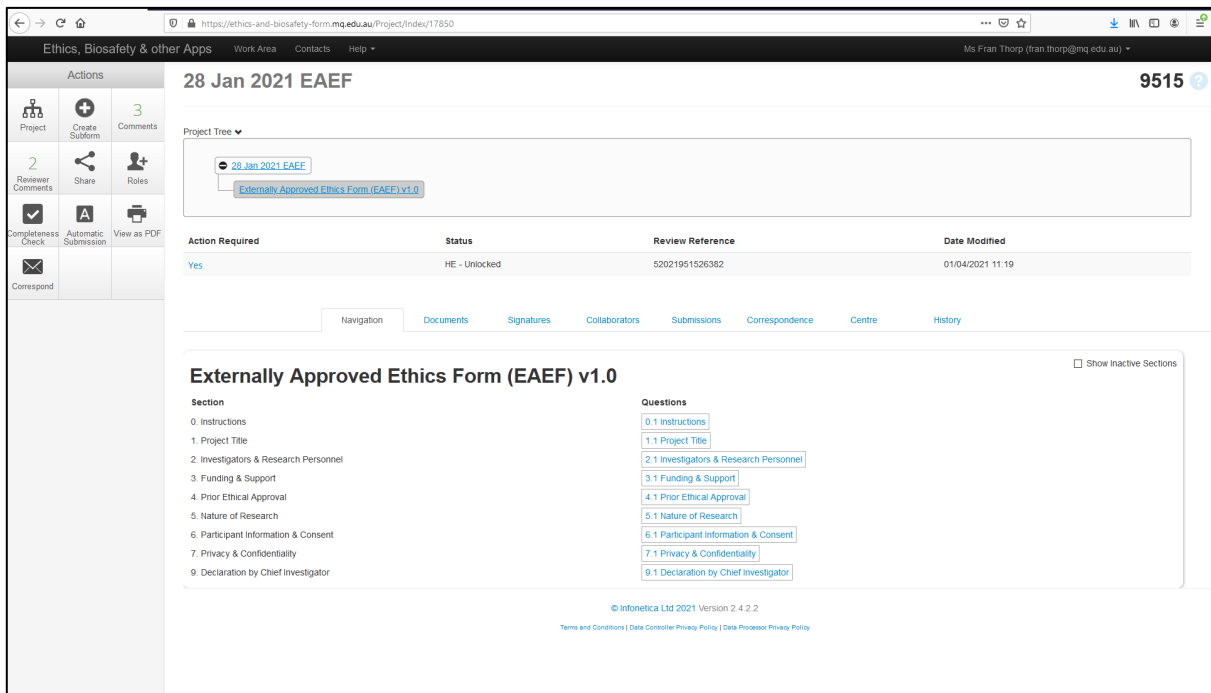 https://ethics-and-biosafety-form.mq.edu.au/Project/Index/17850
Ethics, Biosafety & other Apps Work Area Contacts Help Ms Fran Thorp (fran.thorp@mq.edu.au)
Actions
28 Jan 2021 EAEF 9515 ?
3
Project Create Subform Comments
Project Tree
2
Reviewer Comments Share Roles
28 Jan 2021 EAEF
Externally Approved Ethics Form (EAEF) v1.0
A
Completeness Check Automatic Submission View as PDF
Action Required Status Review Reference Date Modified
Yes HE - Unlocked 52021951526382 01/04/2021 11:19
Correspond
Navigation Documents Signatures Collaborators Submissions Correspondence Centre History
Show Inactive Sections
Externally Approved Ethics Form (EAEF) v1.0
Section Questions
0. Instructions 0.1 Instructions
1. Project Title 1.1 Project Title
2. Investigators & Research Personnel 2.1 Investigators & Research Personnel
3. Funding & Support 3.1 Funding & Support
4. Prior Ethical Approval 4.1 Prior Ethical Approval
5. Nature of Research 5.1 Nature of Research
6. Participant Information & Consent 6.1 Participant Information & Consent
7. Privacy & Confidentiality 7.1 Privacy & Confidentiality
9. Declaration by Chief Investigator 9.1 Declaration by Chief Investigator
© Infonetica Ltd 2021 Version 2.4.2.2
Terms and Conditions | Data Controller Privacy Policy | Data Processor Privacy Policy